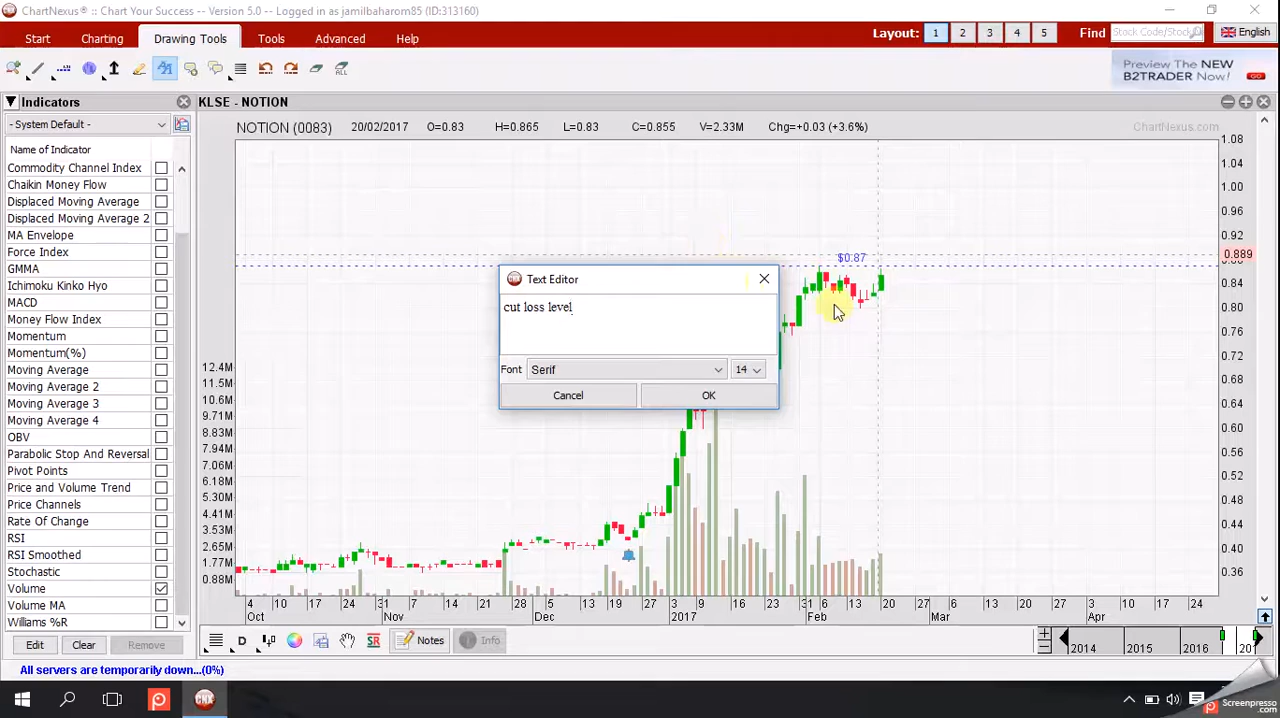 ChartNexus :: Chart Your Success - Version 5.0 - Logged in as jamilbaharom85 (ID:313160)
Start Charting Drawing Tools Tools Advanced Help Layout: 1 2 3 4 5 Find Stock Code/Stock English
ALL
Preview The NEW
B2TRADER Now! GO
Indicators KLSE - NOTION
- System Default -
NOTION (0083) 20/02/2017 O=0.83 H=0.865 L=0.83 C=0.855 V=2.33M Chg=+0.03 (+3.6%) ChartNexus.com
Name of Indicator
Commodity Channel Index
Chaikin Money Flow
Displaced Moving Average
Displaced Moving Average 2
MA Envelope
Force Index
GMMA
Ichimoku Kinko Hyo
MACD
Money Flow Index
Momentum
Momentum(%)
Moving Average
Moving Average 2
Moving Average 3
Moving Average 4
OBV
Parabolic Stop And Reversal
Pivot Points
Price and Volume Trend
Price Channels
Rate Of Change
RSI
RSI Smoothed
Stochastic
Volume
Volume MA
Williams %R
Edit Clear Remove
12.4M
11.5M
10.6M
9.71M
8.83M
7.94M
7.06M
6.18M
5.30M
4.41M
3.53M
2.65M
1.77M
0.88M
$0.87
Text Editor
cut loss level
Font Serif 14
Cancel OK
1.08
1.04
1.00
0.96
0.92
0.889
0.84
0.80
0.76
0.72
0.68
0.64
0.60
0.56
0.52
0.48
0.44
0.40
0.36
4 10 17 24 1 7 14 21 28 5 13 19 27 3 9 16 23 31 6 13 20 27 6 13 20 27 3 10 17 24
Oct Nov Dec 2017 Feb Mar Apr
D SR Notes Info
2014 2015 2016
All servers are temporarily down...(0%)
CNX
Screenpresso
.com